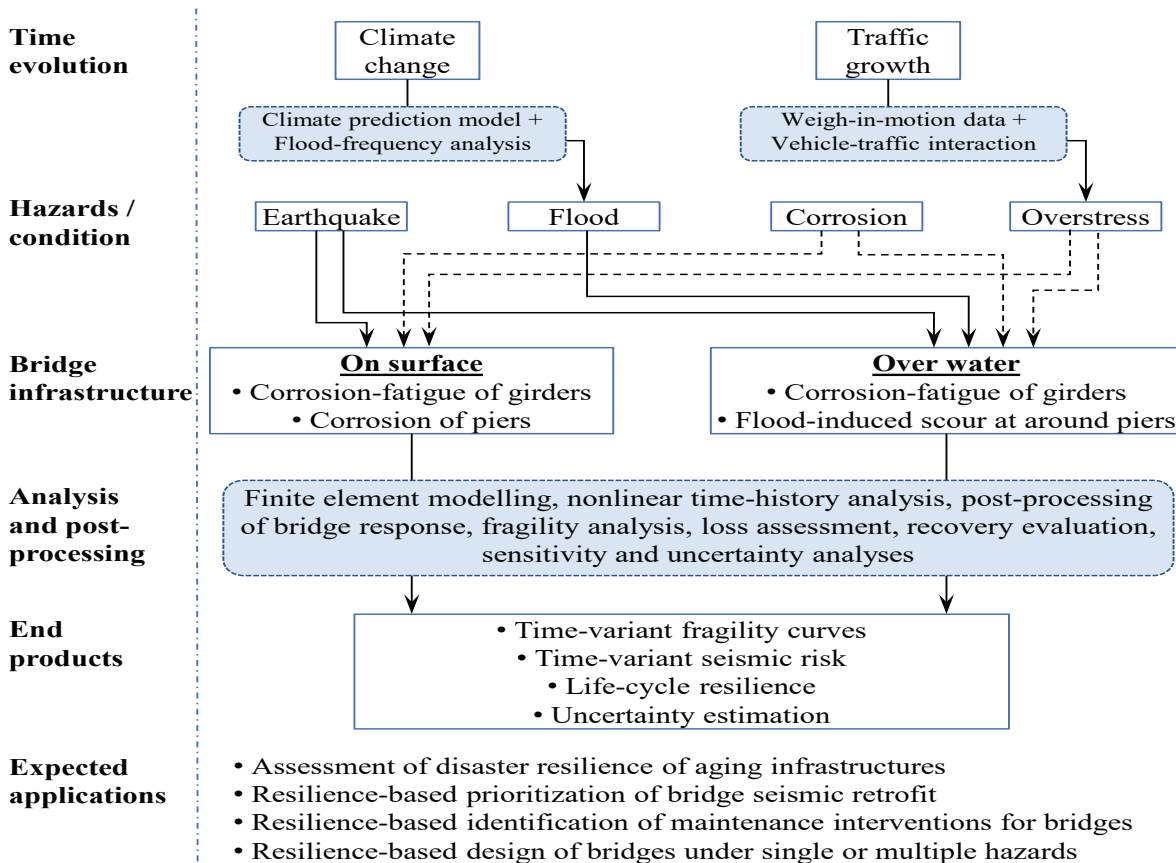 Time
evolution
Climate
change
Traffic
growth
Climate prediction model +
Flood-frequency analysis
Weigh-in-motion data +
Vehicle-traffic interaction
Hazards /
condition
Earthquake
Flood
Corrosion
Overstress
Bridge
infrastructure
On surface
• Corrosion-fatigue of girders
• Corrosion of piers
Over water
• Corrosion-fatigue of girders
• Flood-induced scour at around piers
Analysis
and post-
processing
Finite element modelling, nonlinear time-history analysis, post-processing
of bridge response, fragility analysis, loss assessment, recovery evaluation,
sensitivity and uncertainty analyses
End
products
• Time-variant fragility curves
• Time-variant seismic risk
• Life-cycle resilience
• Uncertainty estimation
Expected
applications
• Assessment of disaster resilience of aging infrastructures
• Resilience-based prioritization of bridge seismic retrofit
• Resilience-based identification of maintenance interventions for bridges
• Resilience-based design of bridges under single or multiple hazards